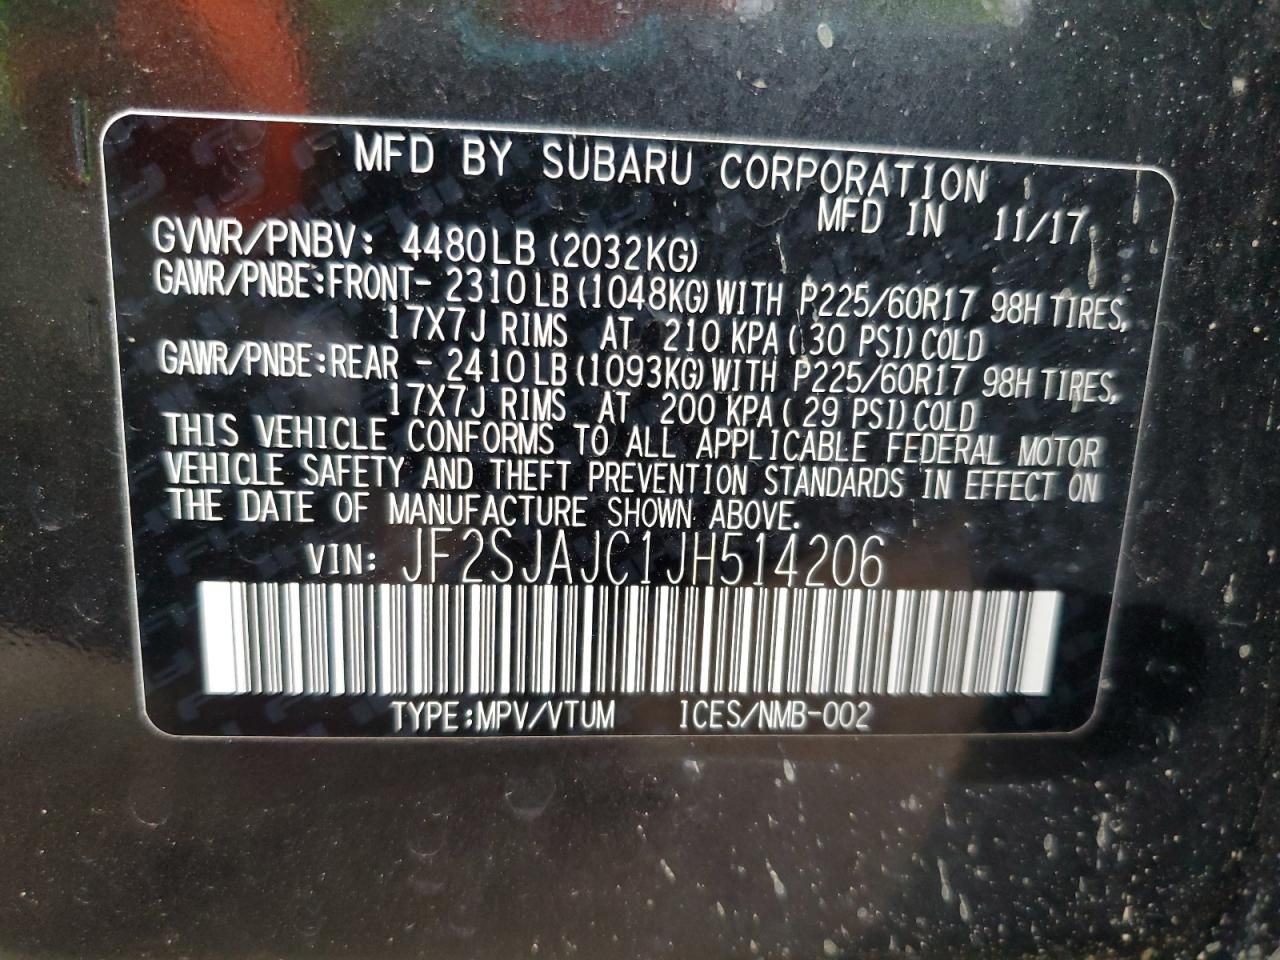 MFD BY SUBARU CORPORATION
MFD IN 11/17
GVWR/PNBV: 4480LB (2032KG)
GAWR/PNBE:FRONT- 2310LB (1048KG) WITH P225/60R17 98H TIRES,
17X7J RIMS AT 210 KPA ( 30 PSI) COLD
GAWR/PNBE:REAR - 2410LB (1093KG) WITH P225/60R17 98H TIRES,
17X7J RIMS AT 200 KPA ( 29 PSI) COLD
THIS VEHICLE CONFORMS TO ALL APPLICABLE FEDERAL MOTOR
VEHICLE SAFETY AND THEFT PREVENTION STANDARDS IN EFFECT ON
THE DATE OF MANUFACTURE SHOWN ABOVE.
VIN: JF2SJAJC1JH514206
TYPE:MPV/VTUM ICES/NMB-002